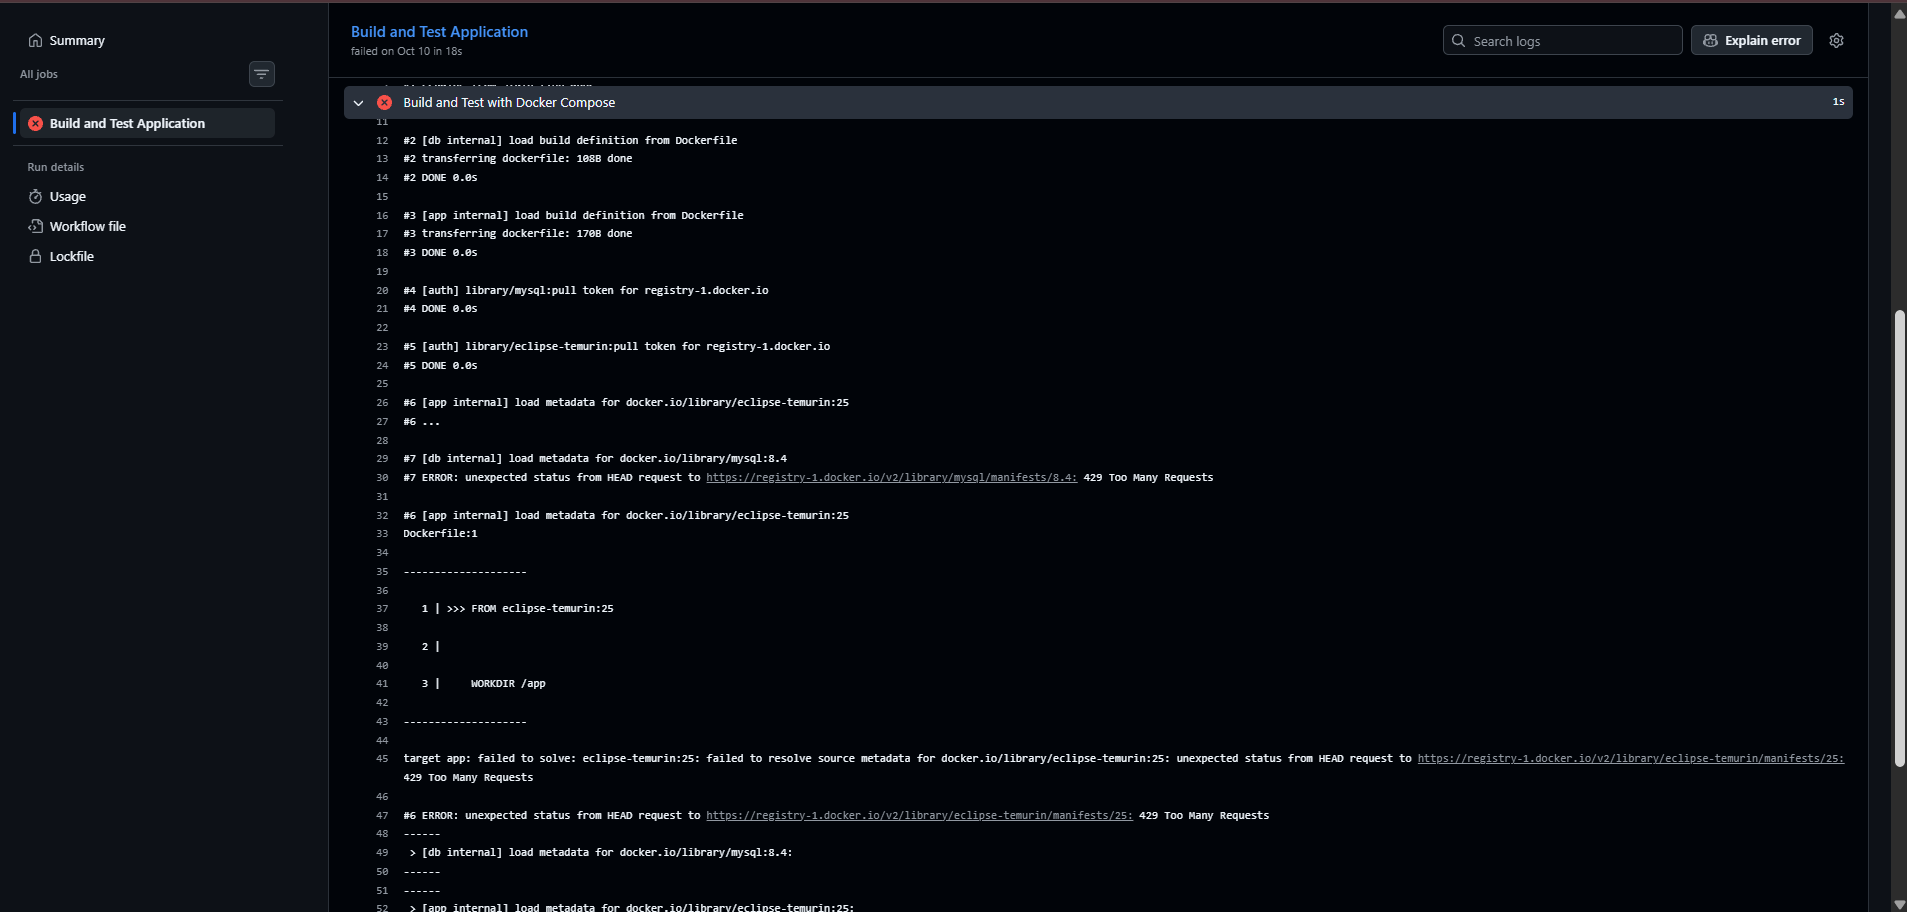 Summary
All jobs
Build and Test Application
Run details
Usage
Workflow file
Lockfile
Build and Test Application
failed on Oct 10 in 18s
Search logs
Explain error
Build and Test with Docker Compose
1s
11
12 #2 [db internal] load build definition from Dockerfile
13 #2 transferring dockerfile: 108B done
14 #2 DONE 0.0s
15
16 #3 [app internal] load build definition from Dockerfile
17 #3 transferring dockerfile: 170B done
18 #3 DONE 0.0s
19
20 #4 [auth] library/mysql:pull token for registry-1.docker.io
21 #4 DONE 0.0s
22
23 #5 [auth] library/eclipse-temurin:pull token for registry-1.docker.io
24 #5 DONE 0.0s
25
26 #6 [app internal] load metadata for docker.io/library/eclipse-temurin:25
27 #6 ...
28
29 #7 [db internal] load metadata for docker.io/library/mysql:8.4
30 #7 ERROR: unexpected status from HEAD request to https://registry-1.docker.io/v2/library/mysql/manifests/8.4: 429 Too Many Requests
31
32 #6 [app internal] load metadata for docker.io/library/eclipse-temurin:25
33 Dockerfile:1
34
35 --------------------
36
37 1 | >>> FROM eclipse-temurin:25
38
39 2 |
40
41 3 | WORKDIR /app
42
43 --------------------
44
45 target app: failed to solve: eclipse-temurin:25: failed to resolve source metadata for docker.io/library/eclipse-temurin:25: unexpected status from HEAD request to https://registry-1.docker.io/v2/library/eclipse-temurin/manifests/25:
429 Too Many Requests
46
47 #6 ERROR: unexpected status from HEAD request to https://registry-1.docker.io/v2/library/eclipse-temurin/manifests/25: 429 Too Many Requests
48 ------
49 > [db internal] load metadata for docker.io/library/mysql:8.4:
50 ------
51 ------
52 > [app internal] load metadata for docker.io/library/eclipse-temurin:25: